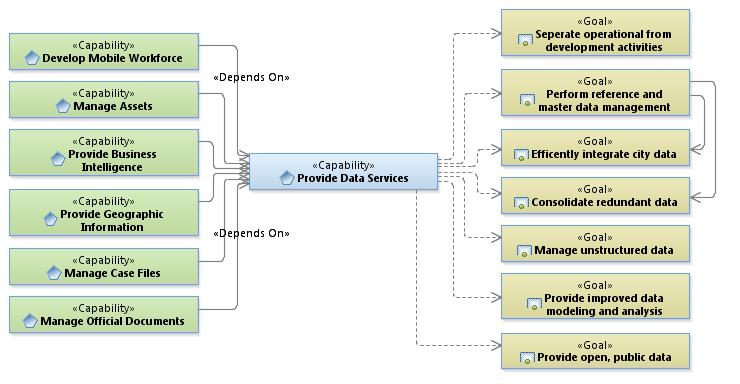 «Capability»
Develop Mobile Workforce
«Capability»
Manage Assets
«Capability»
Provide Business
Intelligence
«Capability»
Provide Geographic
Information
«Capability»
Manage Case Files
«Capability»
Manage Official Documents
«Depends On»
«Depends On»
«Capability»
Provide Data Services
«Goal»
Seperate operational from
development activities
«Goal»
Perform reference and
master data management
«Goal»
Efficently integrate city data
«Goal»
Consolidate redundant data
«Goal»
Manage unstructured data
«Goal»
Provide improved data
modeling and analysis
«Goal»
Provide open, public data